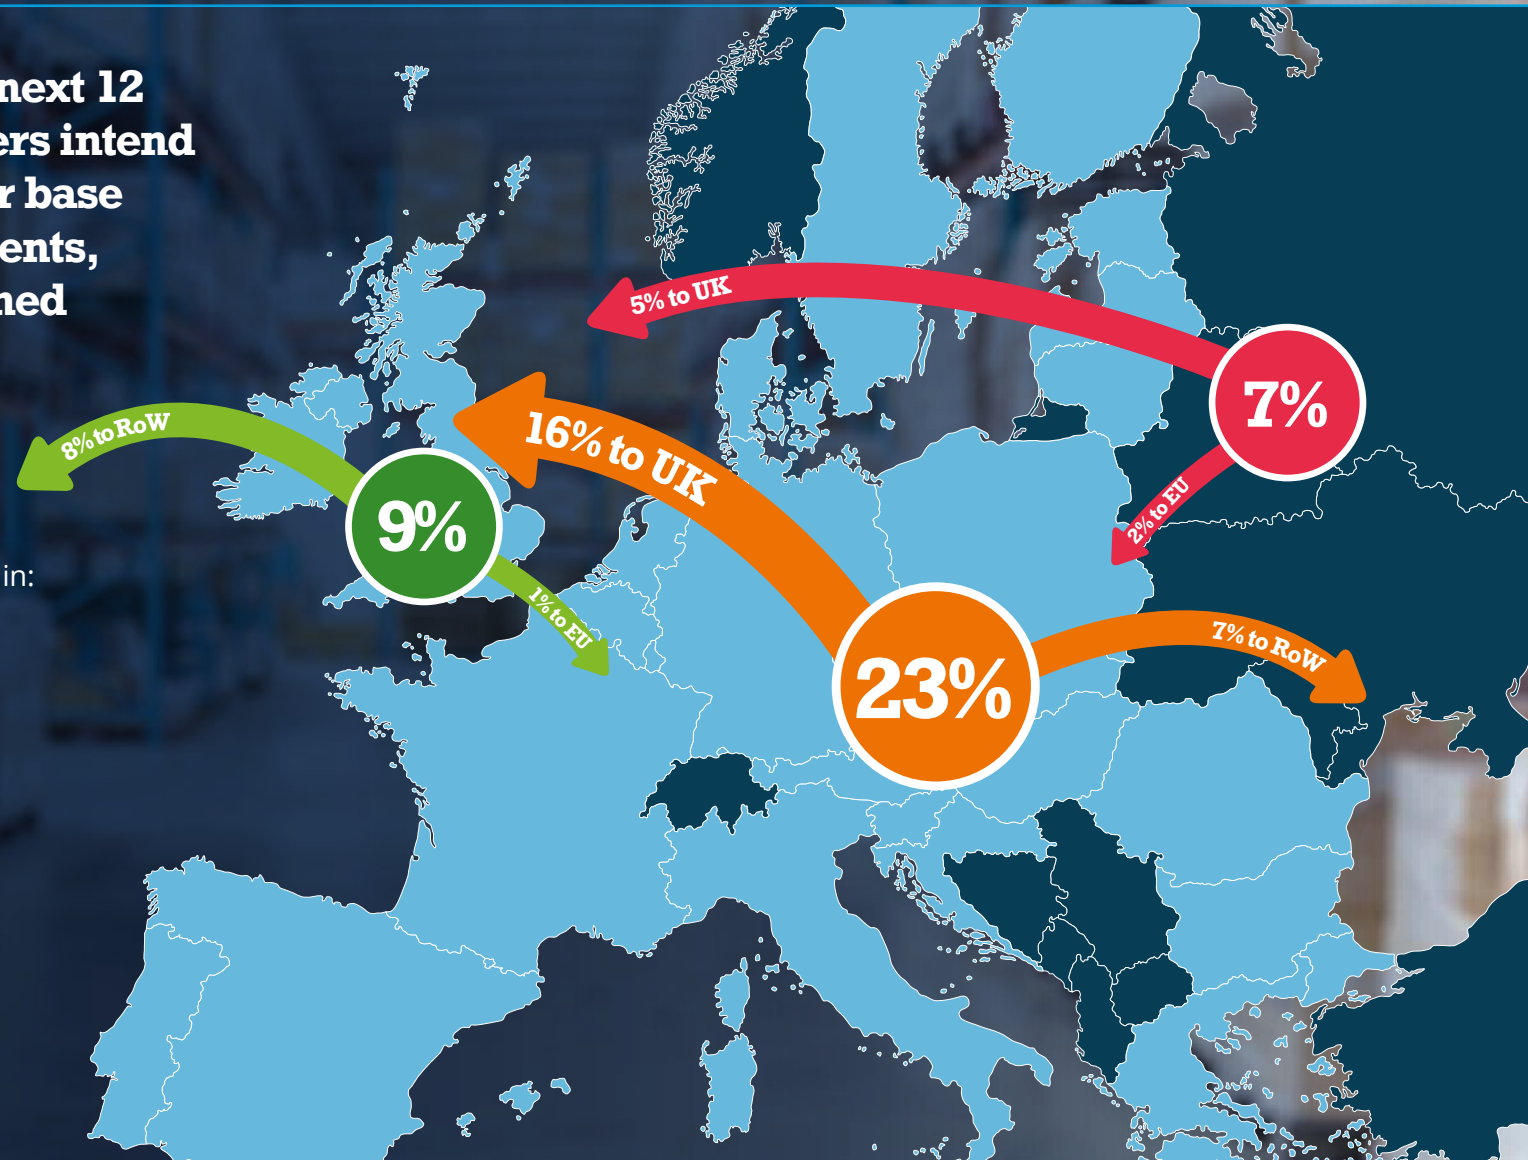 next 12
ers intend
r base
ents,
ned
in:
5% to UK
7%
8% to RoW
16% to UK
9%
2% to EU
1% to EU
7% to RoW
23%